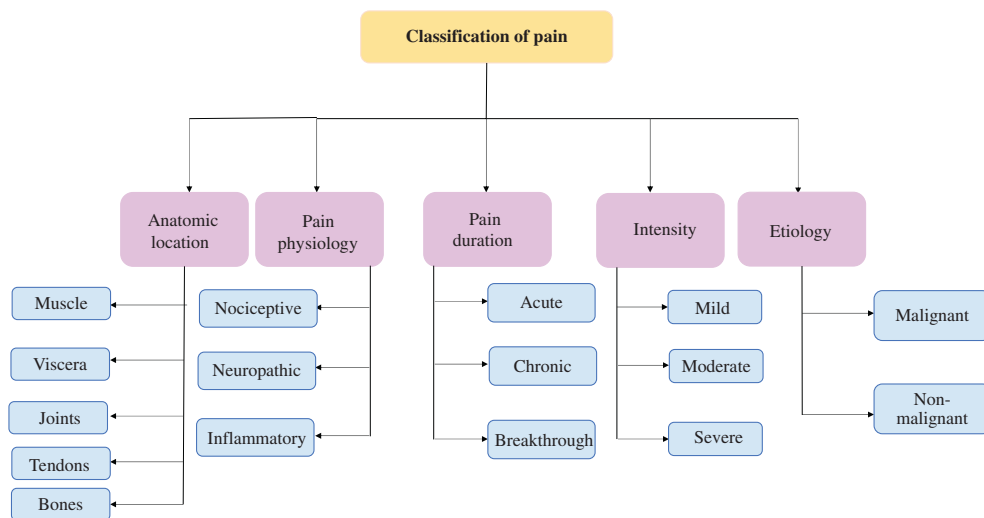 Classification of pain
Anatomic
location
Pain
physiology
Pain
duration
Intensity
Etiology
Muscle
Viscera
Joints
Tendons
Bones
Nociceptive
Neuropathic
Inflammatory
Acute
Chronic
Breakthrough
Mild
Moderate
Severe
Malignant
Non-
malignant